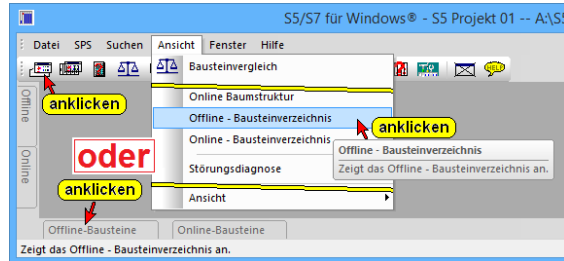 S5/S7 für Windows® - S5 Projekt 01 -- A:\S5
Datei SPS Suchen Ansicht Fenster Hilfe
Bausteinvergleich
HELP
Offline
anklicken
Online Baumstruktur
Offline - Bausteinverzeichnis
anklicken
Online - Bausteinverzeichnis
Offline - Bausteinverzeichnis
Zeigt das Offline - Bausteinverzeichnis an.
Online
oder
Störungsdiagnose
anklicken
Ansicht
Offline-Bausteine
Online-Bausteine
Zeigt das Offline - Bausteinverzeichnis an.